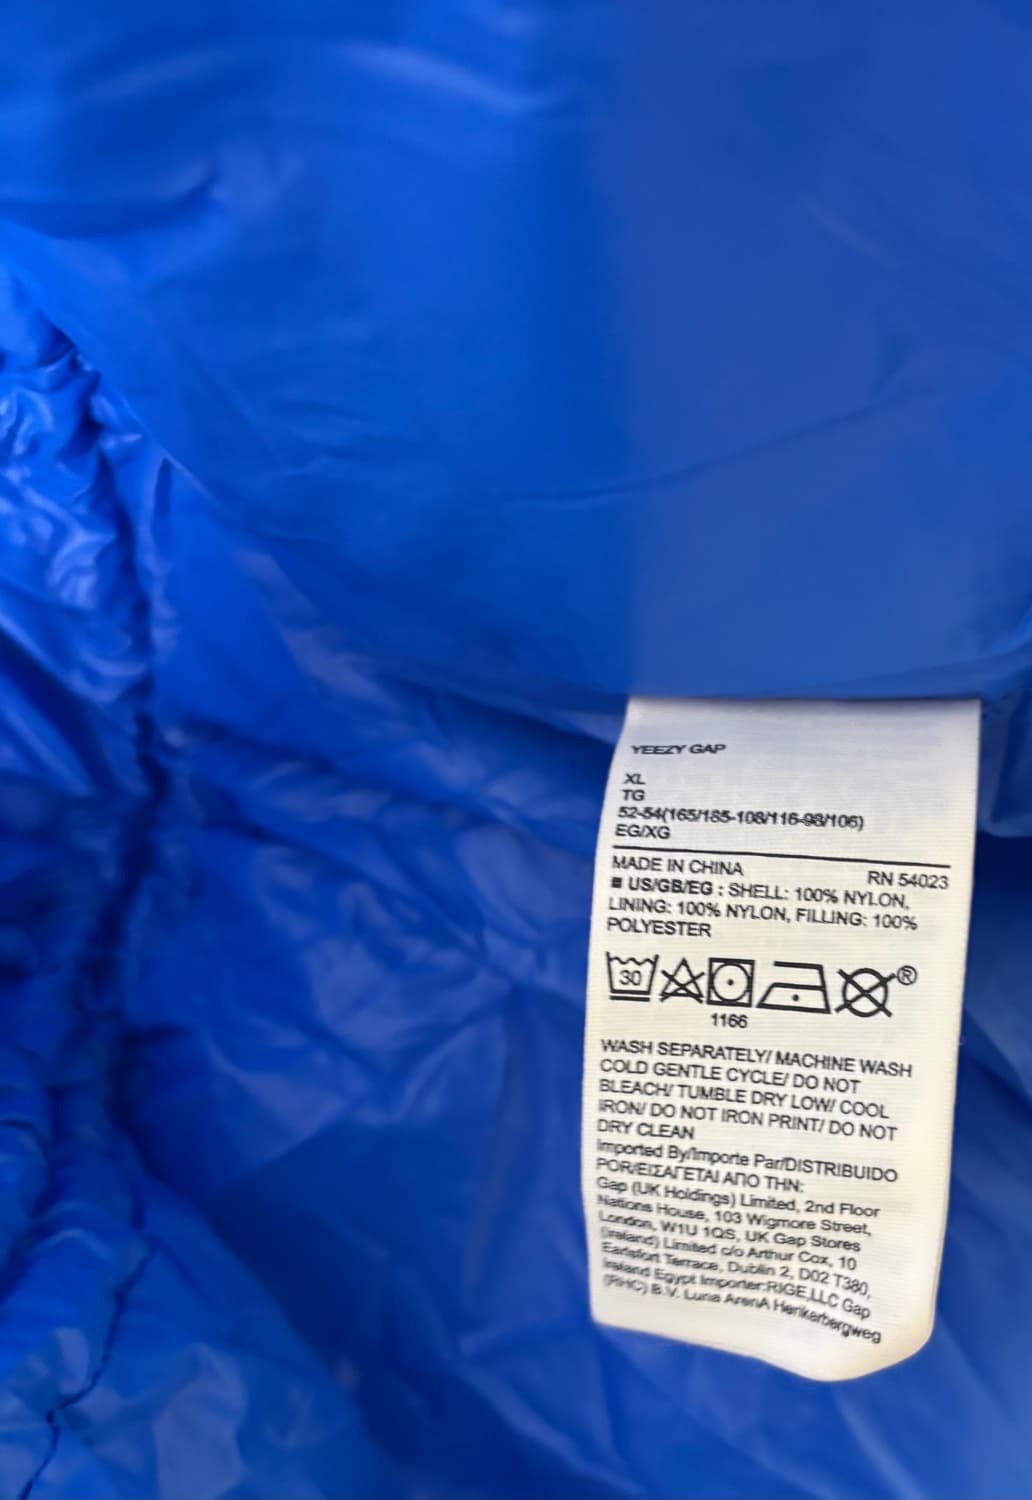 YEEZY GAP
XL
TG
52-54(165/185-108/116-98/106)
EG/XG
MADE IN CHINA RN 54023
■ US/GB/EG : SHELL: 100% NYLON,
LINING: 100% NYLON, FILLING: 100%
POLYESTER
30 ®
1166
WASH SEPARATELY/ MACHINE WASH
COLD GENTLE CYCLE/ DO NOT
BLEACH/ TUMBLE DRY LOW/ COOL
IRON/ DO NOT IRON PRINT/ DO NOT
DRY CLEAN
Imported By/Importe Par/DISTRIBUIDO
POR/ΕΙΣΑΓΕΤΑΙ ΑΠΟ ΤΗΝ:
Gap (UK Holdings) Limited, 2nd Floor
Nations House, 103 Wigmore Street,
London, W1U 1QS, UK Gap Stores
(Ireland) Limited c/o Arthur Cox, 10
Earlsfort Terrace, Dublin 2, D02 T380,
Ireland Egypt Importer:RIGE,LLC Gap
(RHC) B.V. Luna ArenA Herikerbergweg